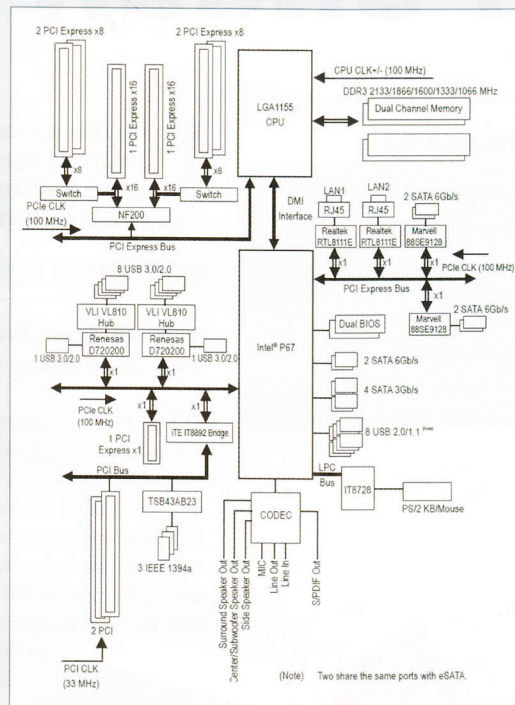 2 PCI Express x8
2 PCI Express x8
1 PCI Express x16
1 PCI Express x16
LGA1155
CPU
CPU CLK+/- (100 MHz)
DDR3 2133/1866/1600/1333/1066 MHz
Dual Channel Memory
x8
x16
x16
x8
Switch
Switch
NF200
PCIe CLK
(100 MHz)
PCI Express Bus
DMI
Interface
LAN1
LAN2
RJ45
RJ45
2 SATA 6Gb/s
Realtek
RTL8111E
Realtek
RTL8111E
Marvell
88SE9128
x1
x1
x1
PCIe CLK (100 MHz)
PCI Express Bus
x1
Marvell
88SE9128
2 SATA 6Gb/s
8 USB 3.0/2.0
VLI VL810
Hub
VLI VL810
Hub
Renesas
D720200
Renesas
D720200
1 USB 3.0/2.0
1 USB 3.0/2.0
x1
x1
Intel® P67
Dual BIOS
2 SATA 6Gb/s
4 SATA 3Gb/s
8 USB 2.0/1.1 (Note)
PCIe CLK
(100 MHz)
x1
x1
1 PCI
Express x1
iTE IT8892 Bridge
PCI Bus
TSB43AB23
3 IEEE 1394a
LPC
Bus
IT8728
PS/2 KB/Mouse
CODEC
Surround Speaker Out
Center/Subwoofer Speaker Out
Side Speaker Out
MIC
Line Out
Line In
S/PDIF Out
2 PCI
PCI CLK
(33 MHz)
(Note) Two share the same ports with eSATA.